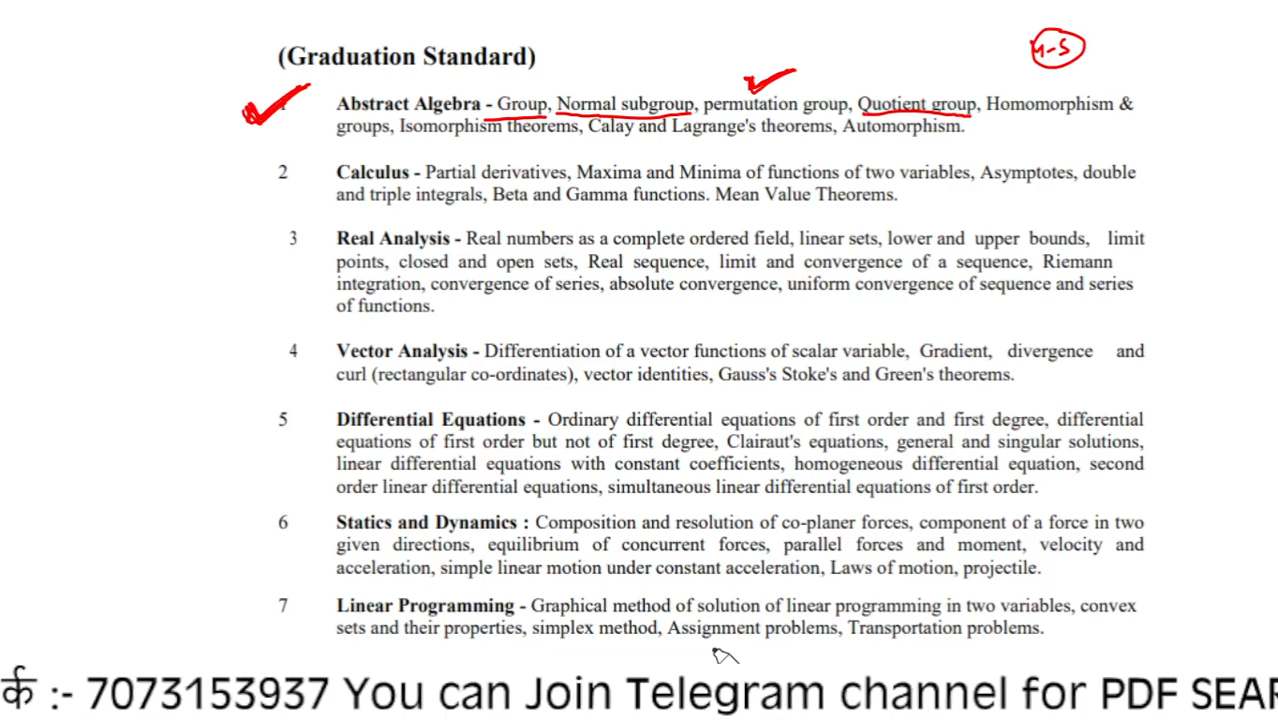 M-5
(Graduation Standard)
Abstract Algebra - Group, Normal subgroup, permutation group, Quotient group, Homomorphism &
groups, Isomorphism theorems, Calay and Lagrange's theorems, Automorphism.
2 Calculus - Partial derivatives, Maxima and Minima of functions of two variables, Asymptotes, double
and triple integrals, Beta and Gamma functions. Mean Value Theorems.
3 Real Analysis - Real numbers as a complete ordered field, linear sets, lower and upper bounds, limit
points, closed and open sets, Real sequence, limit and convergence of a sequence, Riemann
integration, convergence of series, absolute convergence, uniform convergence of sequence and series
of functions.
4 Vector Analysis - Differentiation of a vector functions of scalar variable, Gradient, divergence and
curl (rectangular co-ordinates), vector identities, Gauss's Stoke's and Green's theorems.
5 Differential Equations - Ordinary differential equations of first order and first degree, differential
equations of first order but not of first degree, Clairaut's equations, general and singular solutions,
linear differential equations with constant coefficients, homogeneous differential equation, second
order linear differential equations, simultaneous linear differential equations of first order.
6 Statics and Dynamics : Composition and resolution of co-planer forces, component of a force in two
given directions, equilibrium of concurrent forces, parallel forces and moment, velocity and
acceleration, simple linear motion under constant acceleration, Laws of motion, projectile.
7 Linear Programming - Graphical method of solution of linear programming in two variables, convex
sets and their properties, simplex method, Assignment problems, Transportation problems.
र्क :- 7073153937 You can Join Telegram channel for PDF SEAR